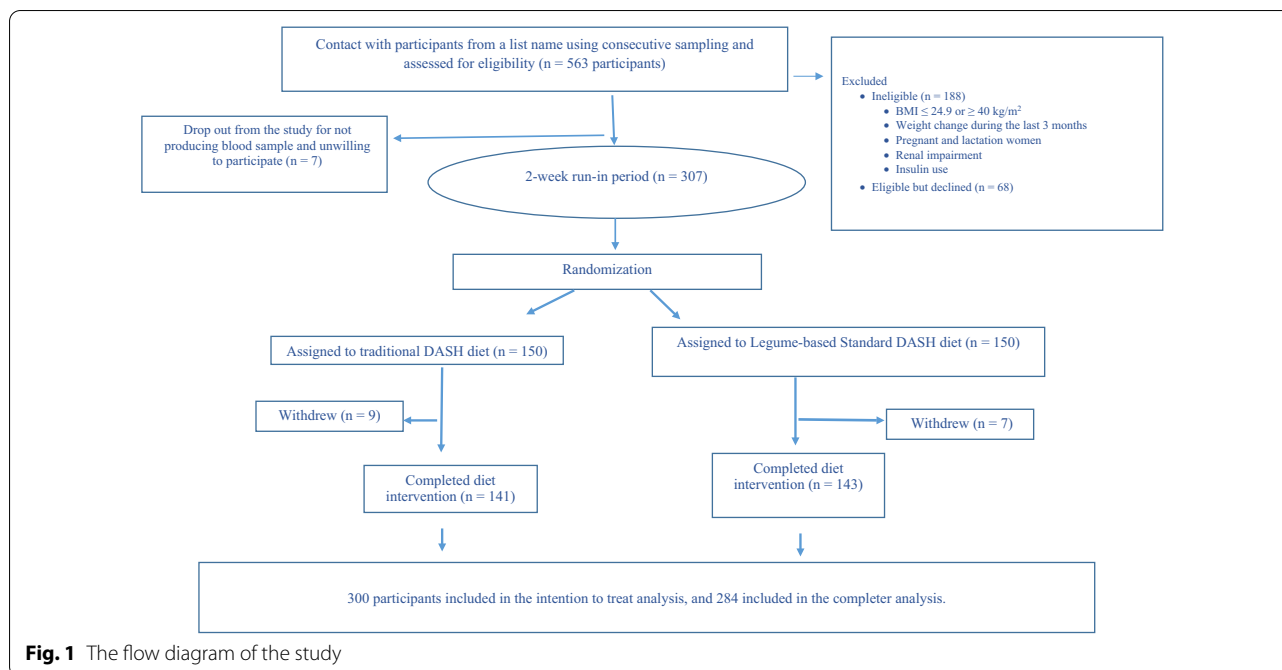 Contact with participants from a list name using consecutive sampling and
assessed for eligibility (n = 563 participants)
Excluded
• Ineligible (n = 188)
• BMI ≤ 24.9 or ≥ 40 kg/m²
• Weight change during the last 3 months
• Pregnant and lactation women
• Renal impairment
• Insulin use
• Eligible but declined (n = 68)
Drop out from the study for not
producing blood sample and unwilling
to participate (n = 7)
2-week run-in period (n = 307)
Randomization
Assigned to traditional DASH diet (n = 150)
Assigned to Legume-based Standard DASH diet (n = 150)
Withdrew (n = 9)
Withdrew (n = 7)
Completed diet
intervention (n = 141)
Completed diet
intervention (n = 143)
300 participants included in the intention to treat analysis, and 284 included in the completer analysis.
Fig. 1 The flow diagram of the study